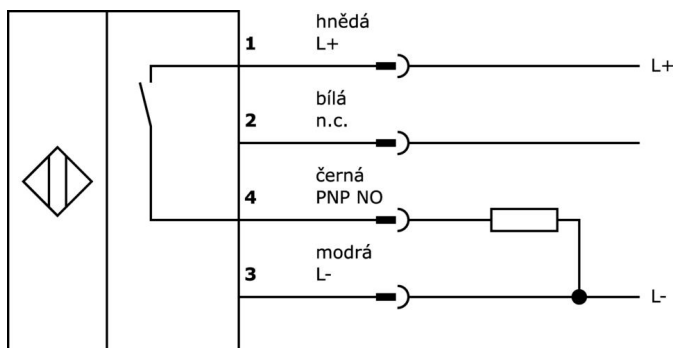 hnědá
1 L+ L+
bílá
2 n.c.
černá
4 PNP NO
modrá
3 L- L-